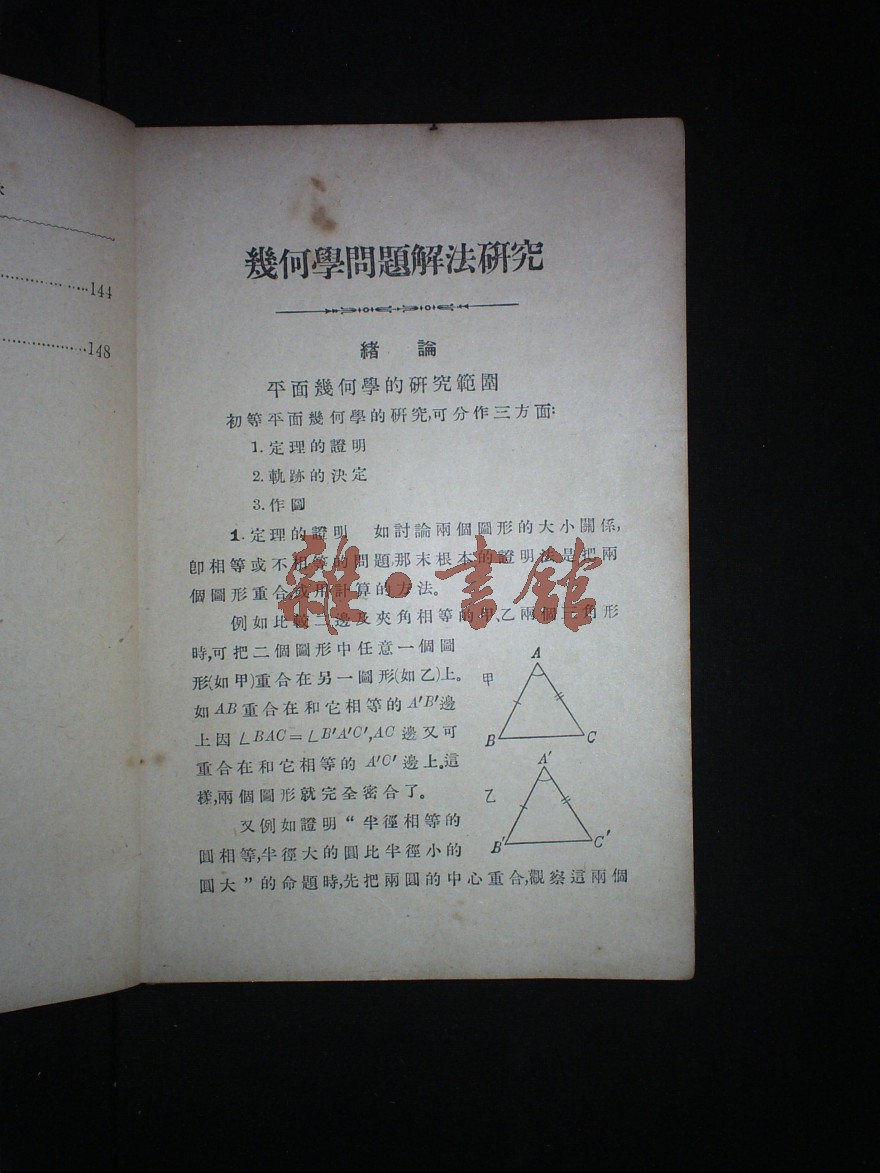 144
148
幾何學問題解法硏究
緒 論
平面幾何學的硏究範圍
初等平面幾何學的硏究,可分作三方面:
1. 定理的證明
2. 軌跡的決定
3. 作圖
1. 定理的證明 如討論兩個圖形的大小關係,
卽相等或不相等的問題,那末根本的證明法是把兩
個圖形重合,或用計算的方法。
例如比較二邊及夾角相等的甲、乙兩個三角形
時,可把二個圖形中任意一個圖
形(如甲)重合在另一圖形(如乙)上。
如AB重合在和它相等的A'B'邊
上因∠BAC=∠B'A'C',AC邊又可
重合在和它相等的A'C'邊上。這
樣,兩個圖形就完全密合了。
甲
A
B
C
乙
A'
B'
C'
又例如證明“半徑相等的
圓相等,半徑大的圓比半徑小的
圓大”的命題時,先把兩圓的中心重合,觀察這兩個
雜·書館